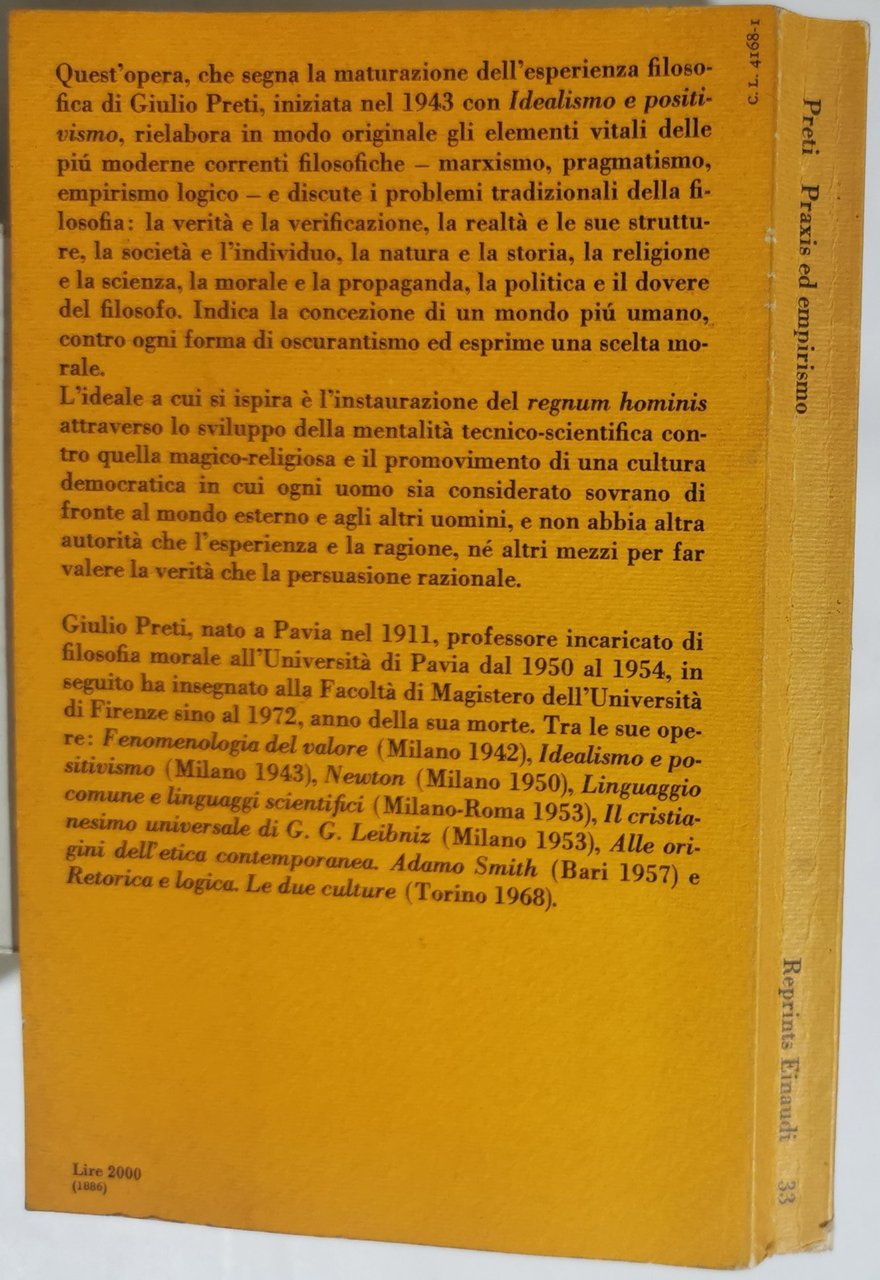 Quest'opera, che segna la maturazione dell'esperienza filoso-
fica di Giulio Preti, iniziata nel 1943 con Idealismo e positi-
vismo, rielabora in modo originale gli elementi vitali delle
piú moderne correnti filosofiche – marxismo, pragmatismo,
empirismo logico – e discute i problemi tradizionali della fi-
losofia: la verità e la verificazione, la realtà e le sue struttu-
re, la società e l'individuo, la natura e la storia, la religione
e la scienza, la morale e la propaganda, la politica e il dovere
del filosofo. Indica la concezione di un mondo piú umano,
contro ogni forma di oscurantismo ed esprime una scelta mo-
rale.
L'ideale a cui si ispira è l'instaurazione del regnum hominis
attraverso lo sviluppo della mentalità tecnico-scientifica con-
tro quella magico-religiosa e il promovimento di una cultura
democratica in cui ogni uomo sia considerato sovrano di
fronte al mondo esterno e agli altri uomini, e non abbia altra
autorità che l'esperienza e la ragione, né altri mezzi per far
valere la verità che la persuasione razionale.
Giulio Preti, nato a Pavia nel 1911, professore incaricato di
filosofia morale all'Università di Pavia dal 1950 al 1954, in
seguito ha insegnato alla Facoltà di Magistero dell'Università
di Firenze sino al 1972, anno della sua morte. Tra le sue ope-
re: Fenomenologia del valore (Milano 1942), Idealismo e po-
sitivismo (Milano 1943), Newton (Milano 1950), Linguaggio
comune e linguaggi scientifici (Milano-Roma 1953), Il cristia-
nesimo universale di G. G. Leibniz (Milano 1953), Alle ori-
gini dell'etica contemporanea. Adamo Smith (Bari 1957) e
Retorica e logica. Le due culture (Torino 1968).
Lire 2000
(1886)
C. L. 4168-1
Preti Praxis ed empirismo
Reprints Einaudi 33